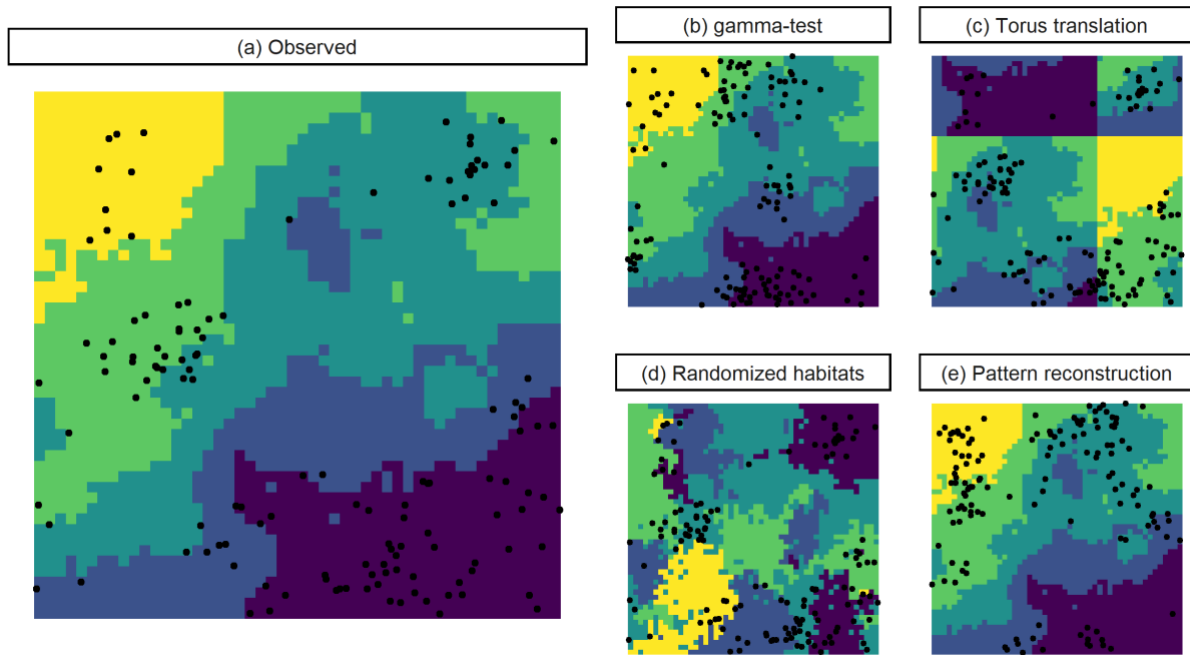 (a) Observed
(b) gamma-test
(c) Torus translation
(d) Randomized habitats
(e) Pattern reconstruction